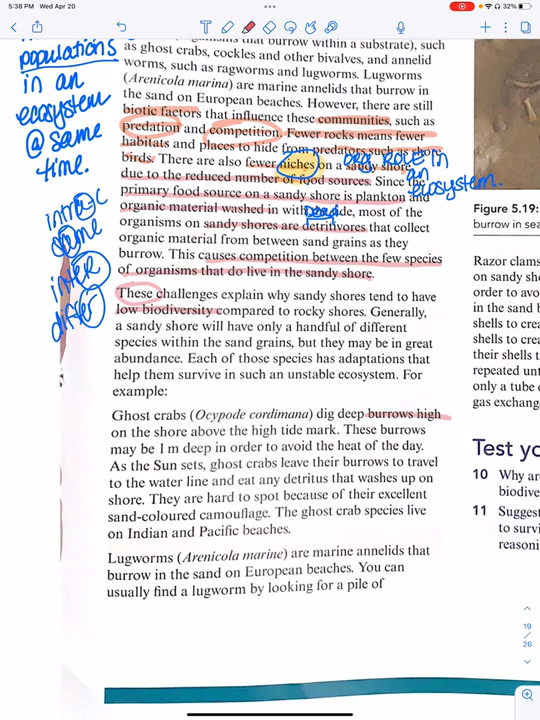 5:38 PM Wed Apr 20
32%
populations
in an
ecosystem
@ same
time.
such
as ghost crabs, cockles and other bivalves, and annelid
worms, such as ragworms and lugworms. Lugworms
(Arenicola marina) are marine annelids that burrow in
the sand on European beaches. However, there are still
biotic factors that influence these communities, such as
predation and competition. Fewer rocks means fewer
habitats and places to hide from predators such as shore
birds. There are also fewer niches on a sandy shore
org ROLE in
an
ecosystem.
due to the reduced number of food sources. Since the
primary food source on a sandy shore is plankton and
organic material washed in with tide, most of the
organisms on sandy shores are detritivores that collect
organic material from between sand grains as they
burrow. This causes competition between the few species
of organisms that do live in the sandy shore.
same
inter
differ
These challenges explain why sandy shores tend to have
low biodiversity compared to rocky shores. Generally,
a sandy shore will have only a handful of different
species within the sand grains, but they may be in great
abundance. Each of those species has adaptations that
help them survive in such an unstable ecosystem. For
example:
Ghost crabs (Ocypode cordimana) dig deep burrows high
on the shore above the high tide mark. These burrows
may be 1 m deep in order to avoid the heat of the day.
As the Sun sets, ghost crabs leave their burrows to travel
to the water line and eat any detritus that washes up on
shore. They are hard to spot because of their excellent
sand-coloured camouflage. The ghost crab species live
on Indian and Pacific beaches.
Lugworms (Arenicola marine) are marine annelids that
burrow in the sand on European beaches. You can
usually find a lugworm by looking for a pile of
Figure 5.19:
burrow in sea
Razor clams
on sandy sh
order to avo
in the sand b
shells to crea
shells to crea
their shells t
repeated unt
only a tube o
gas exchang
Test yo
10 Why are
biodive
11 Suggest
to survi
reasoni
19
/
26